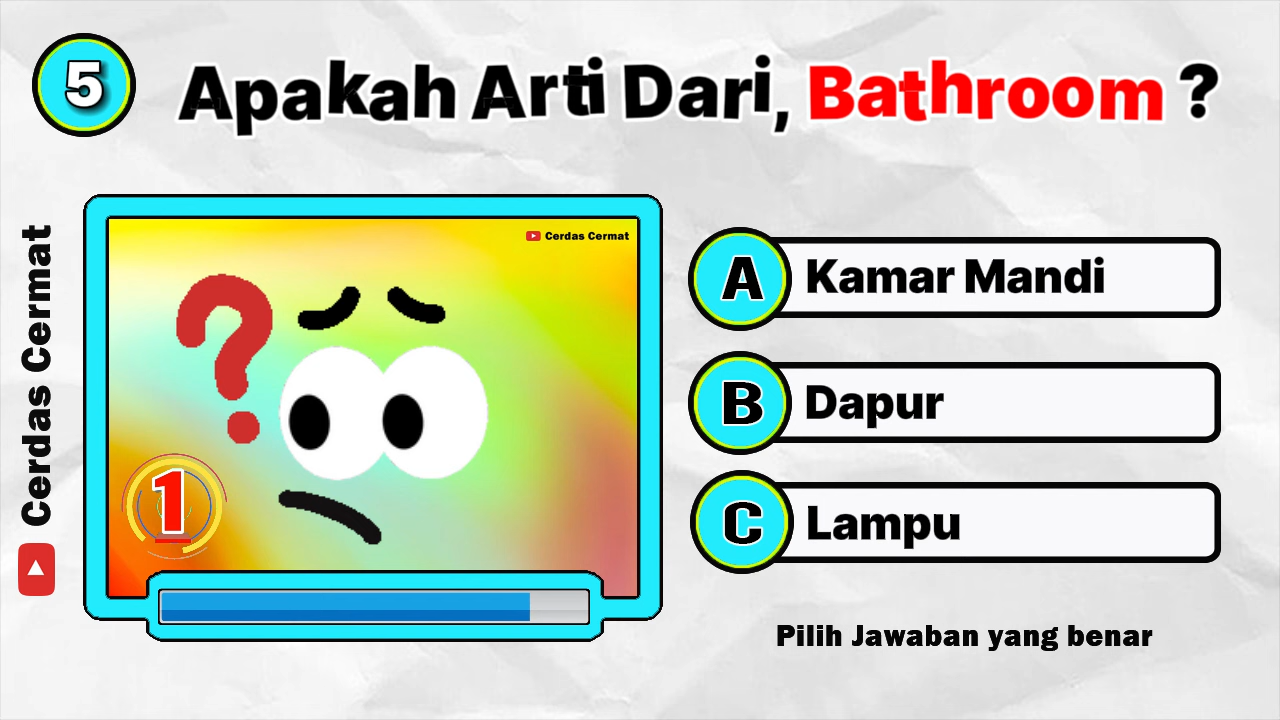 5
Apakah Arti Dari, Bathroom ?
Cerdas Cermat
Cerdas Cermat
?
1
A
Kamar Mandi
B
Dapur
C
Lampu
Pilih Jawaban yang benar